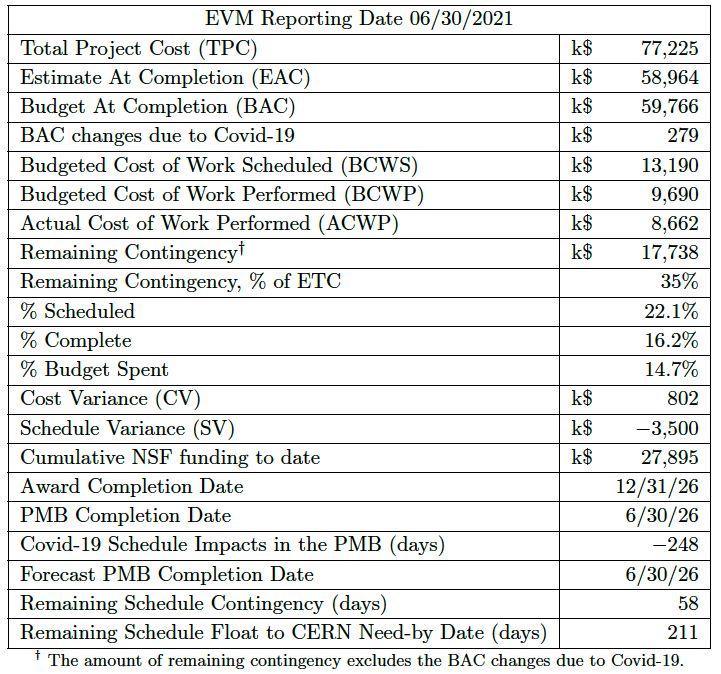 EVM Reporting Date 06/30/2021
Total Project Cost (TPC) k$ 77,225
Estimate At Completion (EAC) k$ 58,964
Budget At Completion (BAC) k$ 59,766
BAC changes due to Covid-19 k$ 279
Budgeted Cost of Work Scheduled (BCWS) k$ 13,190
Budgeted Cost of Work Performed (BCWP) k$ 9,690
Actual Cost of Work Performed (ACWP) k$ 8,662
Remaining Contingency† k$ 17,738
Remaining Contingency, % of ETC 35%
% Scheduled 22.1%
% Complete 16.2%
% Budget Spent 14.7%
Cost Variance (CV) k$ 802
Schedule Variance (SV) k$ −3,500
Cumulative NSF funding to date k$ 27,895
Award Completion Date 12/31/26
PMB Completion Date 6/30/26
Covid-19 Schedule Impacts in the PMB (days) −248
Forecast PMB Completion Date 6/30/26
Remaining Schedule Contingency (days) 58
Remaining Schedule Float to CERN Need-by Date (days) 211
† The amount of remaining contingency excludes the BAC changes due to Covid-19.